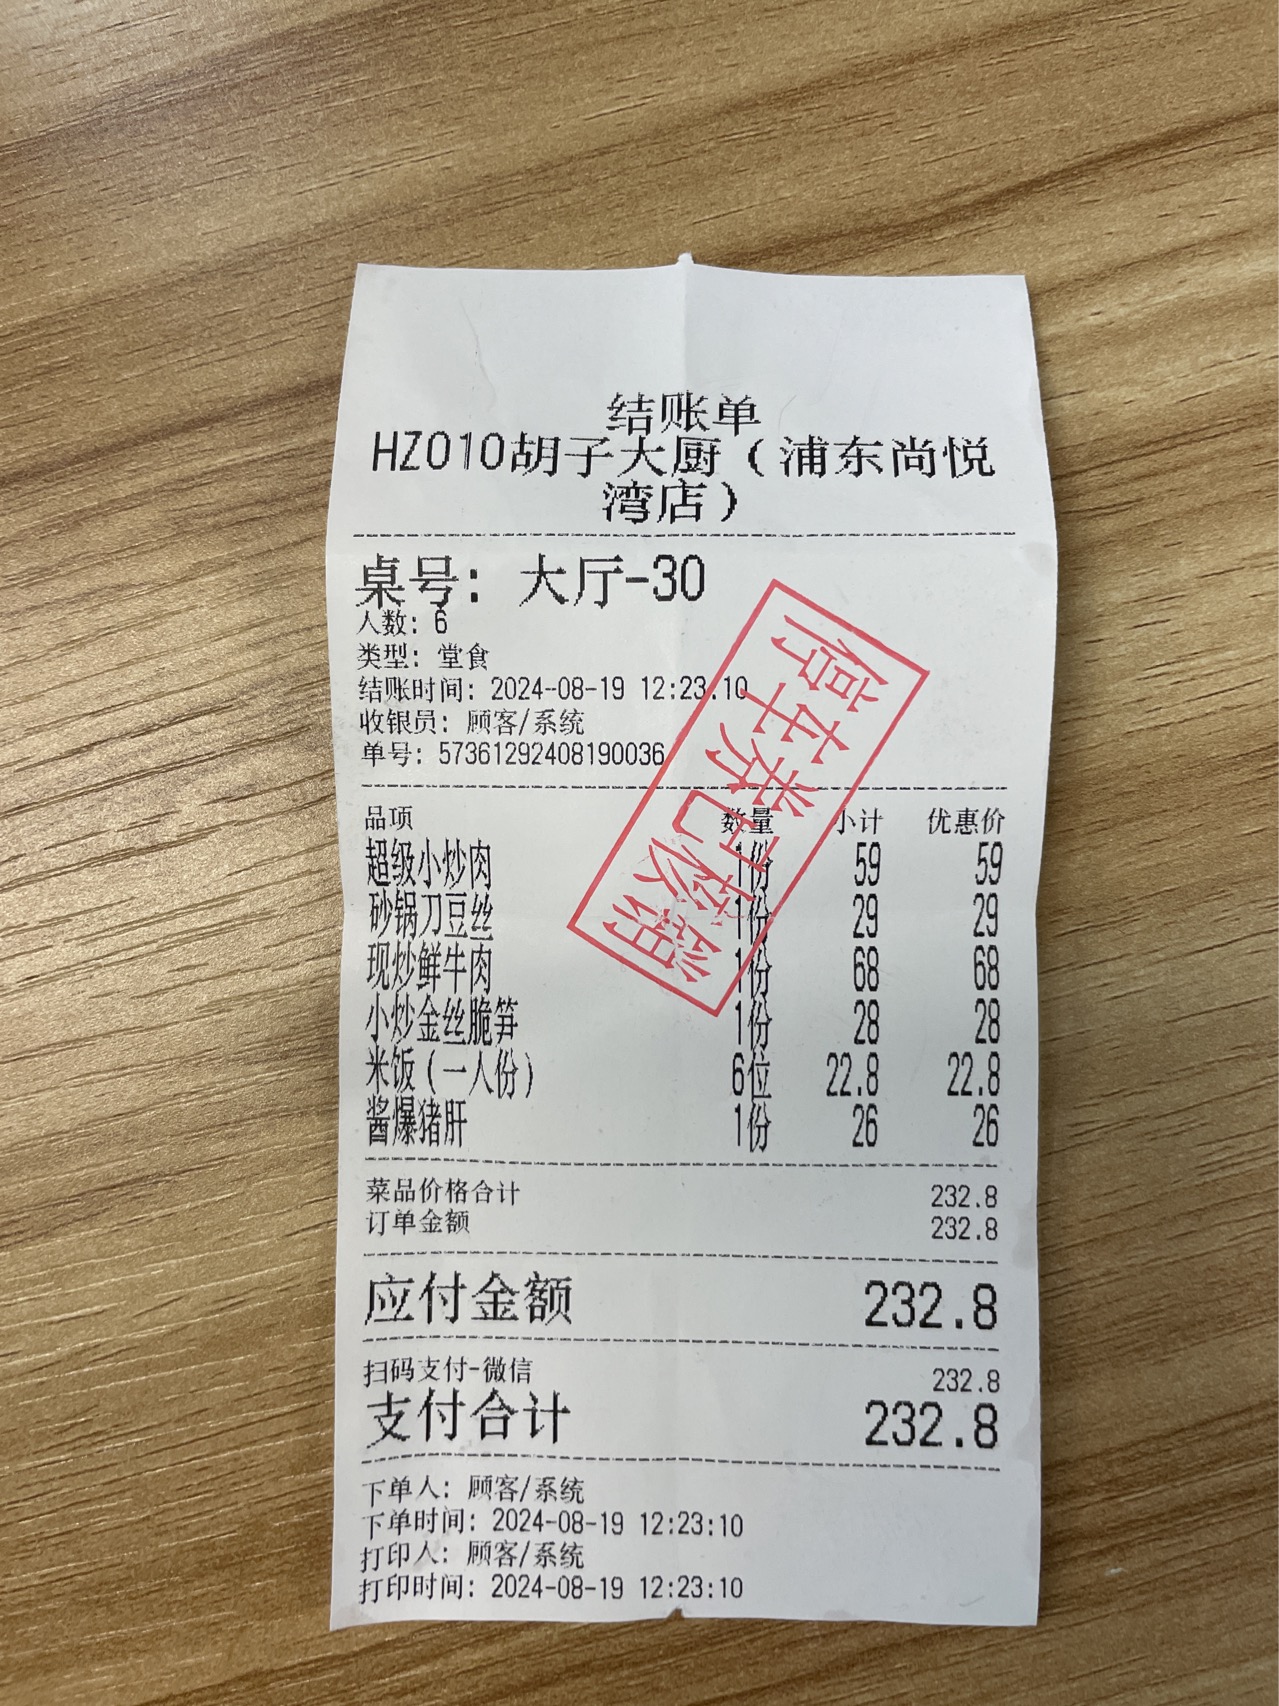 结账单
HZ010胡子大厨（浦东尚悦
湾店）
桌号：大厅-30
人数：6
类型：堂食
结账时间：2024-08-19 12:23:10
收银员：顾客/系统
单号：57361292408190036
停车券已核销
品项 数量 小计 优惠价
超级小炒肉 1份 59 59
砂锅刀豆丝 1份 29 29
现炒鲜牛肉 1份 68 68
小炒金丝脆笋 1份 28 28
米饭（一人份） 6位 22.8 22.8
酱爆猪肝 1份 26 26
菜品价格合计 232.8
订单金额 232.8
应付金额 232.8
扫码支付-微信 232.8
支付合计 232.8
下单人：顾客/系统
下单时间：2024-08-19 12:23:10
打印人：顾客/系统
打印时间：2024-08-19 12:23:10